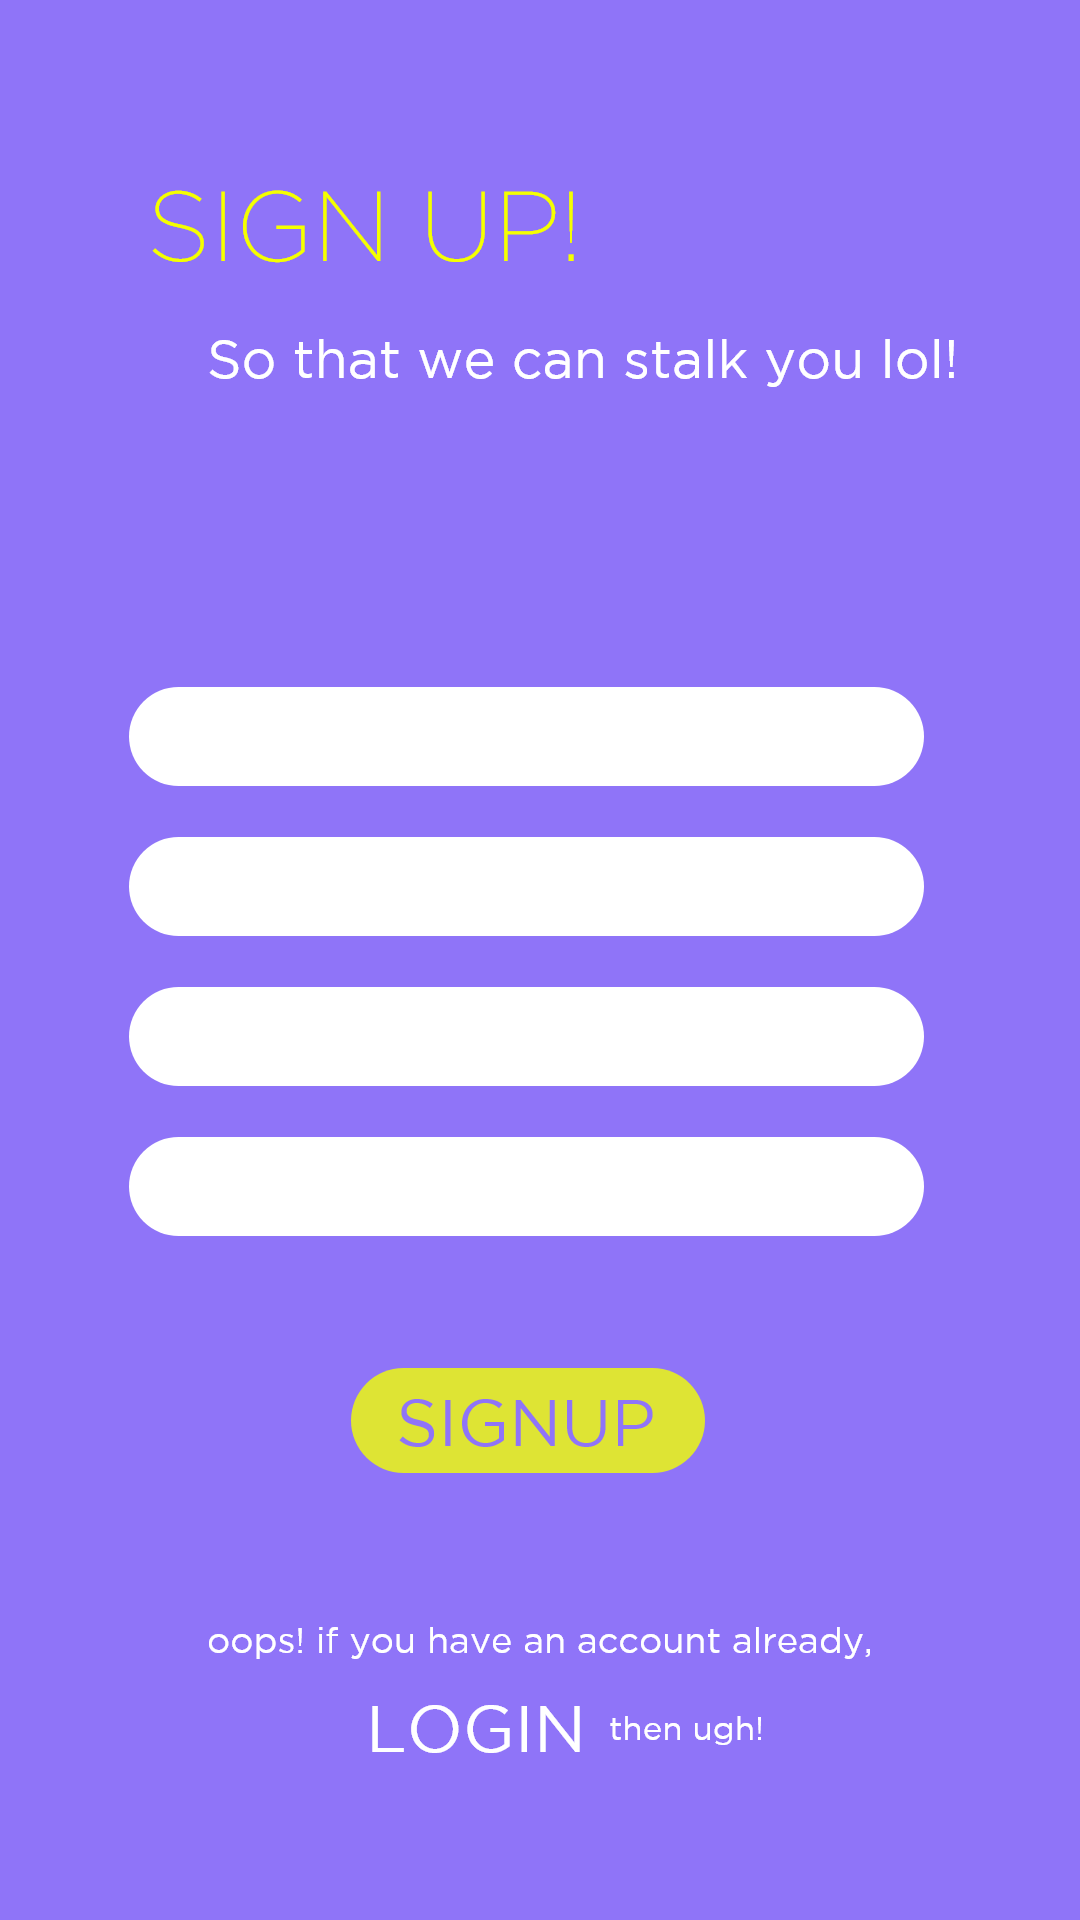 SIGN UP!
So that we can stalk you lol!
SIGNUP
oops! if you have an account already,
LOGIN then ugh!